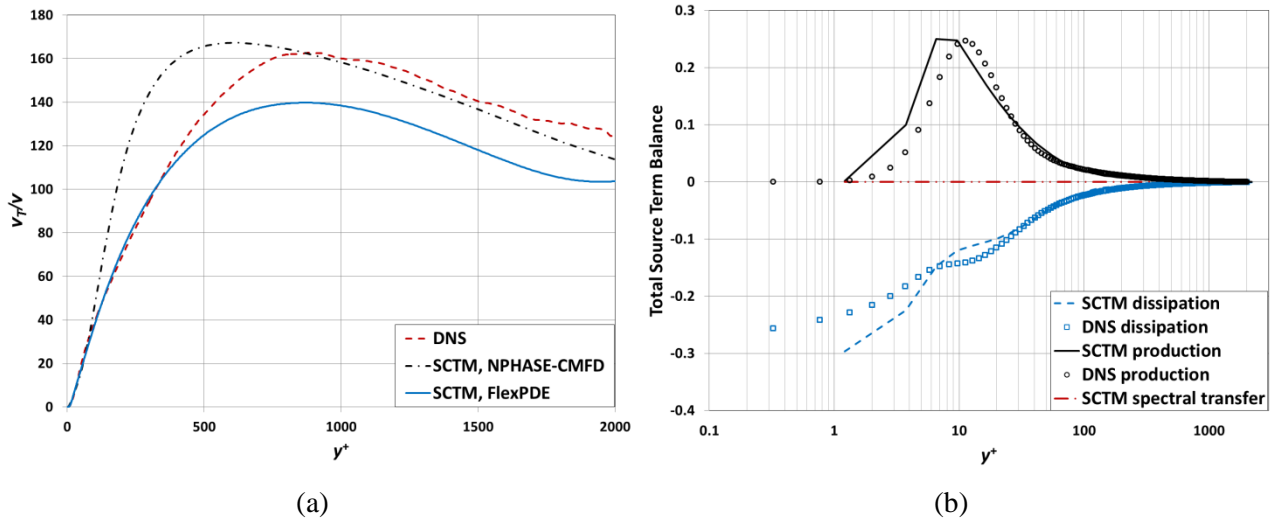 180
160
140
120
100
80
60
40
20
0
ν_T/ν
0 500 1000 1500 2000
y⁺
DNS
SCTM, NPHASE-CMFD
SCTM, FlexPDE
(a)
0.3
0.2
0.1
0
-0.1
-0.2
-0.3
-0.4
Total Source Term Balance
0.1 1 10 100 1000
y⁺
SCTM dissipation
DNS dissipation
SCTM production
DNS production
SCTM spectral transfer
(b)